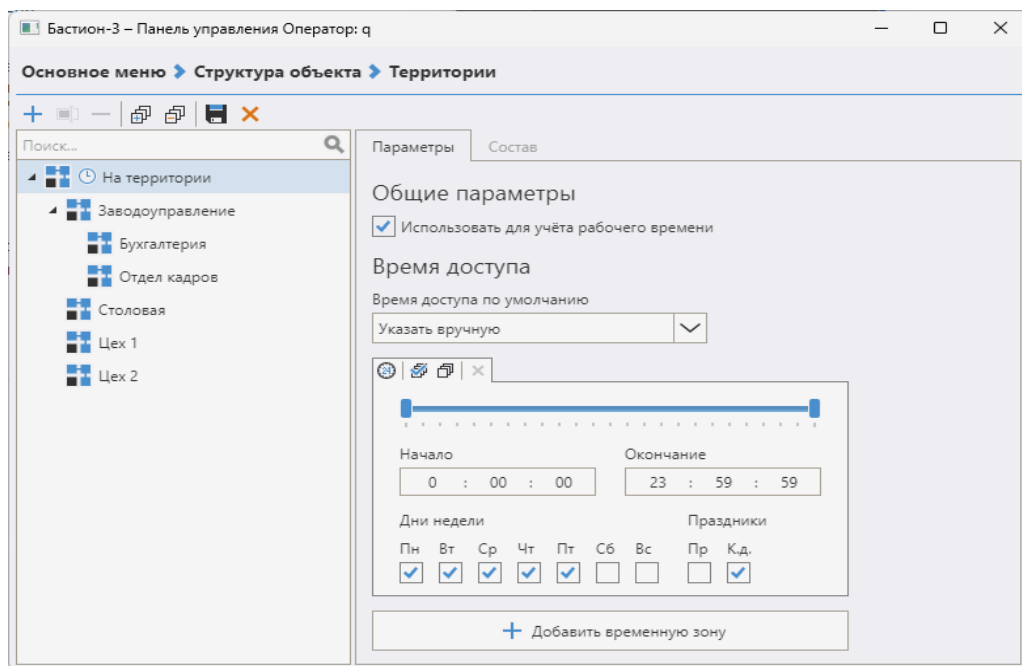 Бастион-3 – Панель управления Оператор: q
Основное меню Структура объекта Территории
Поиск...
На территории
Заводоуправление
Бухгалтерия
Отдел кадров
Столовая
Цех 1
Цех 2
Параметры Состав
Общие параметры
Использовать для учёта рабочего времени
Время доступа
Время доступа по умолчанию
Указать вручную
24
Начало Окончание
0 : 00 : 00 23 : 59 : 59
Дни недели Праздники
Пн Вт Ср Чт Пт Сб Вс Пр К.д.
Добавить временную зону